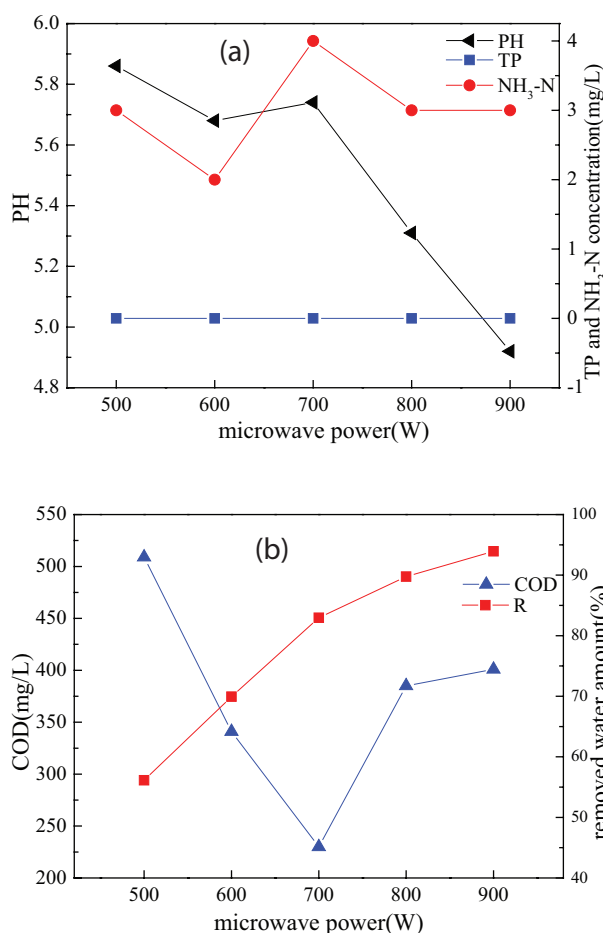 (a)
PH
TP
NH₃-N
6.0
5.8
5.6
5.4
5.2
5.0
4.8
PH
4
3
2
1
0
-1
TP and NH₃-N concentration(mg/L)
500 600 700 800 900
microwave power(W)
(b)
COD
R
550
500
450
400
350
300
250
200
COD(mg/L)
100
90
80
70
60
50
40
removed water amount(%)
500 600 700 800 900
microwave power(W)